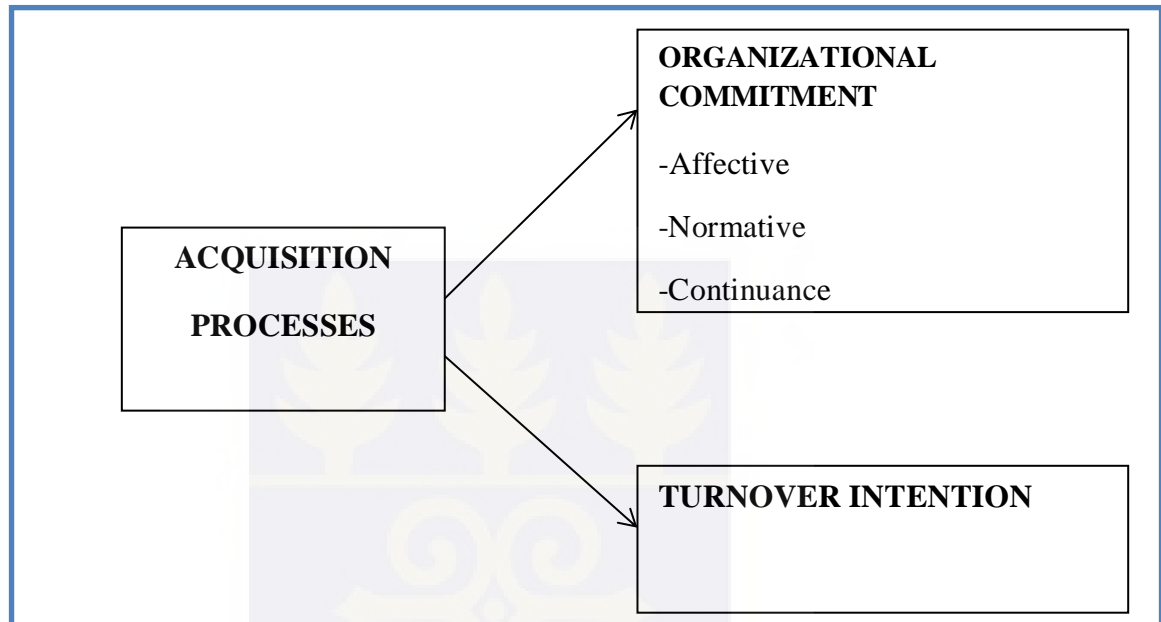 ORGANIZATIONAL
COMMITMENT
-Affective
-Normative
-Continuance
ACQUISITION
PROCESSES
TURNOVER INTENTION